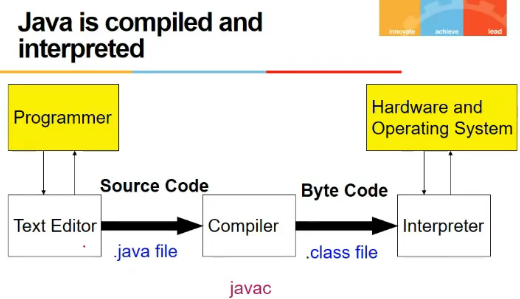 Java is compiled and
interpreted
innovate achieve lead
Programmer
Hardware and
Operating System
Source Code
Byte Code
Text Editor
Compiler
Interpreter
.java file
.class file
javac